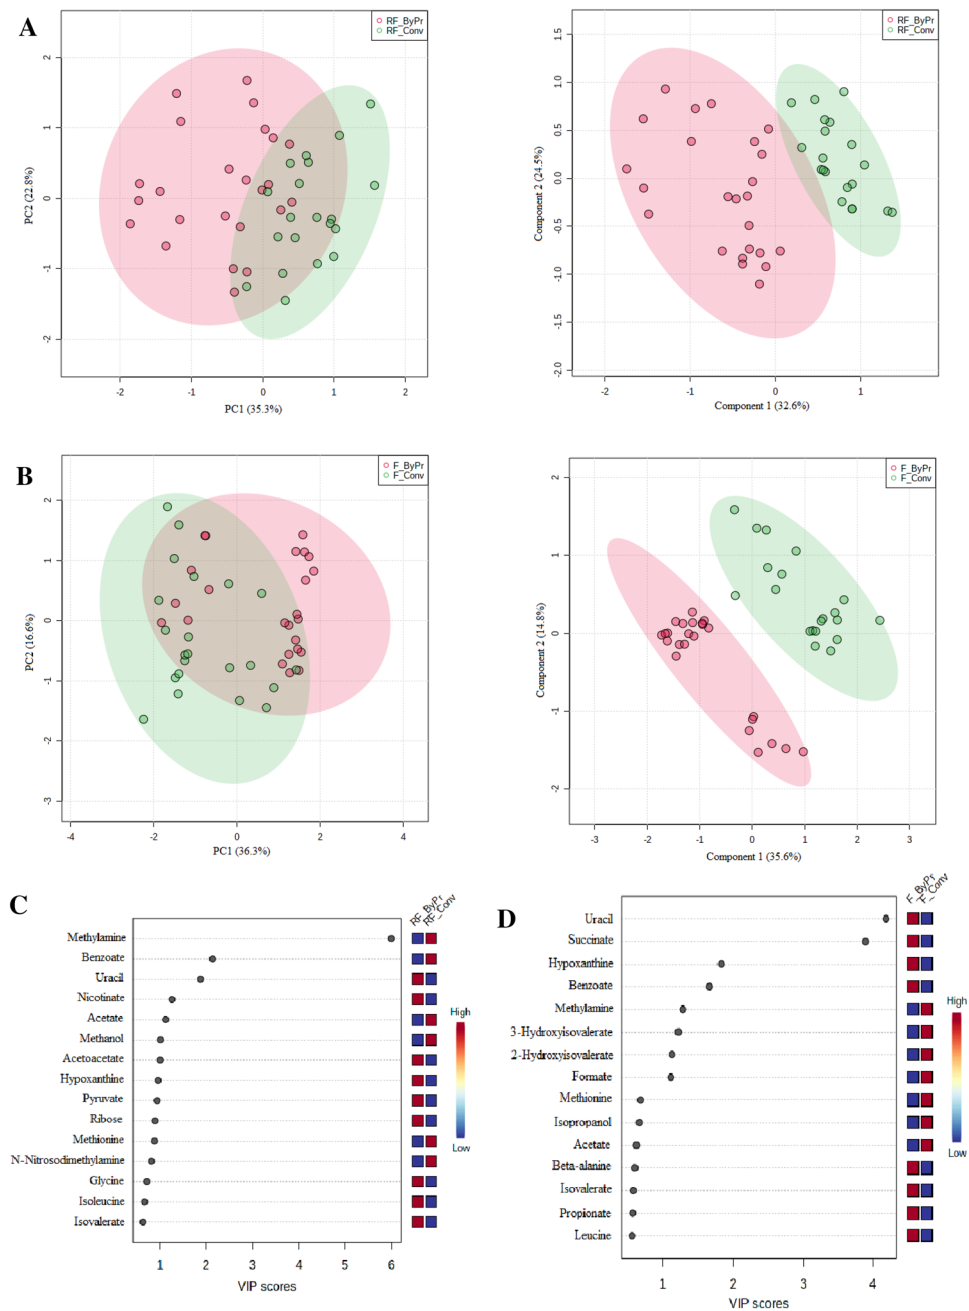 A
RF_ByPr
RF_Conv
PC2 (22.8%)
2
1
0
-1
-2
-2
-1
0
1
2
PC1 (35.3%)
RF_ByPr
RF_Conv
Component 2 (24.5%)
1.5
1.0
0.5
0.0
-0.5
-1.0
-1.5
-2.0
-2
-1
0
1
Component 1 (32.6%)
B
F_ByPr
F_Conv
PC2 (16.6%)
2
1
0
-1
-2
-3
-4
-2
0
2
4
PC1 (36.3%)
F_ByPr
F_Conv
Component 2 (14.8%)
2
1
0
-1
-2
-3
-2
-1
0
1
2
3
Component 1 (35.6%)
C
RF_ByPr
RF_Conv
Methylamine
Benzoate
Uracil
Nicotinate
Acetate
Methanol
Acetoacetate
Hypoxanthine
Pyruvate
Ribose
Methionine
N-Nitrosodimethylamine
Glycine
Isoleucine
Isovalerate
High
Low
1
2
3
4
5
6
VIP scores
D
F_ByPr
F_Conv
Uracil
Succinate
Hypoxanthine
Benzoate
Methylamine
3-Hydroxyisovalerate
2-Hydroxyisovalerate
Formate
Methionine
Isopropanol
Acetate
Beta-alanine
Isovalerate
Propionate
Leucine
High
Low
1
2
3
4
VIP scores